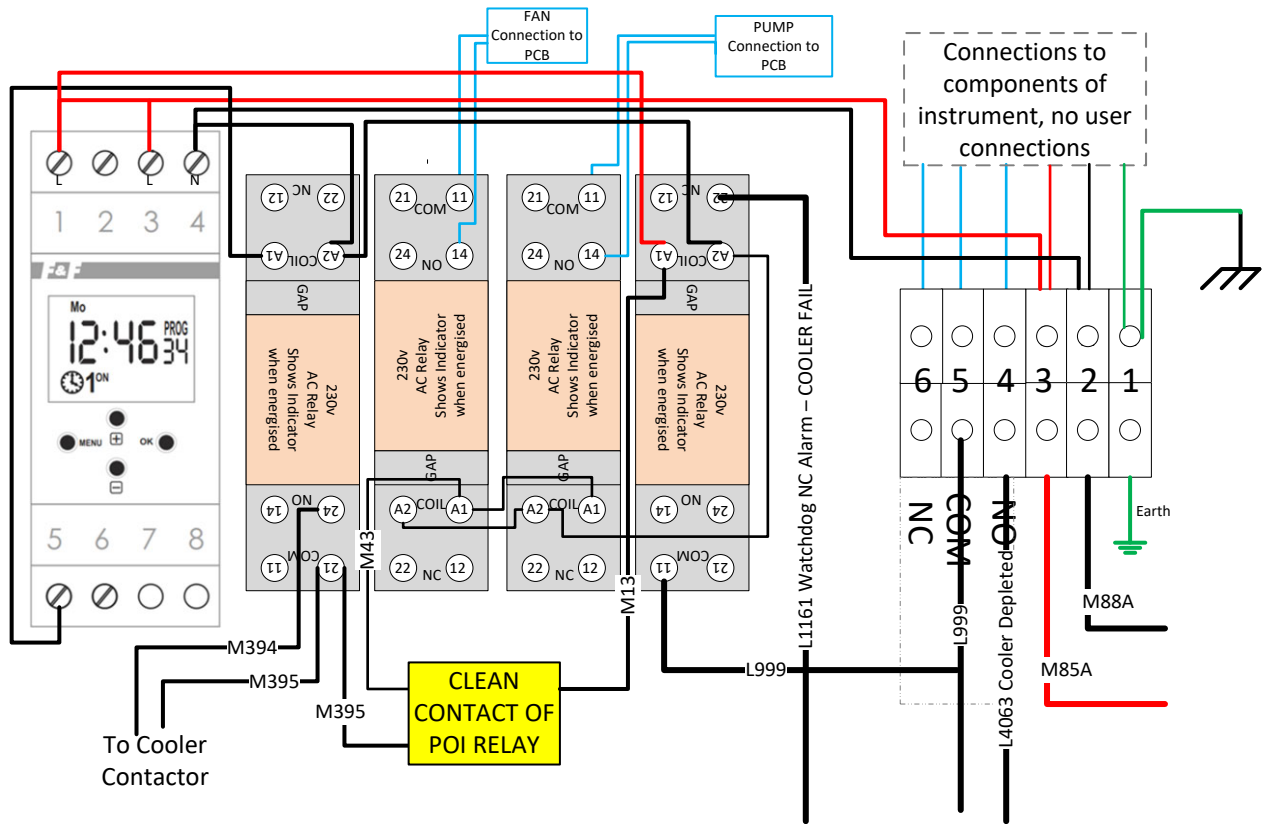 FAN
Connection to
PCB
PUMP
Connection to
PCB
Connections to
components of
instrument, no user
connections
L
L
N
1 2 3 4
F&F
Mo
12:46 PROG
34
1 ON
MENU
OK
5 6 7 8
12 NC 22
A1 COIL A2
GAP
230v
AC Relay
Shows Indicator
when energised
14 NO 24
11 COM 21
21 COM 11
24 NO 14
230v
AC Relay
Shows Indicator
when energised
GAP
A2 COIL A1
22 NC 12
21 COM 11
24 NO 14
230v
AC Relay
Shows Indicator
when energised
GAP
A2 COIL A1
22 NC 12
12 NC 22
A1 COIL A2
GAP
230v
AC Relay
Shows Indicator
when energised
14 NO 24
11 COM 21
L1161 Watchdog NC Alarm – COOLER FAIL
6 5 4 3 2 1
NC
COM
NO
Earth
M43
M13
L999
L999
L4063 Cooler Depleted
M88A
M85A
M394
M395
M395
To Cooler
Contactor
CLEAN
CONTACT OF
POI RELAY